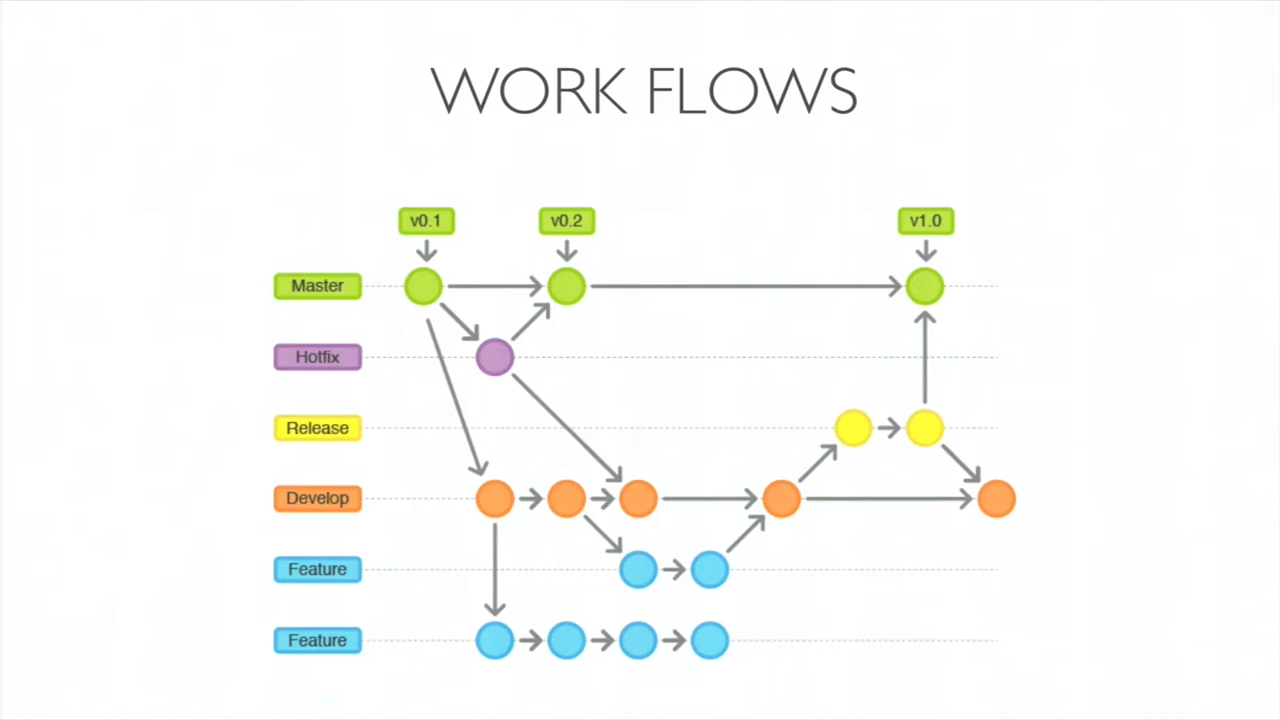 WORK FLOWS
v0.1 v0.2 v1.0
Master
Hotfix
Release
Develop
Feature
Feature